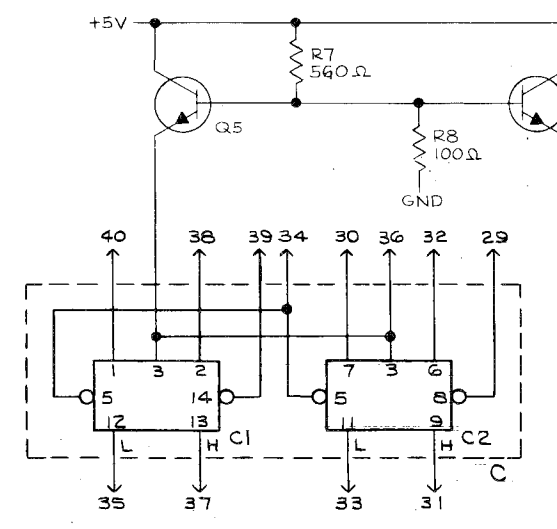 +5V
R7
560Ω
Q5
R8
100Ω
GND
40 38 39 34 30 36 32 29
1 3 2 7 3 6
5 14 5 8
12 13 11 9
L H C1 L H C2
C
35 37 33 31